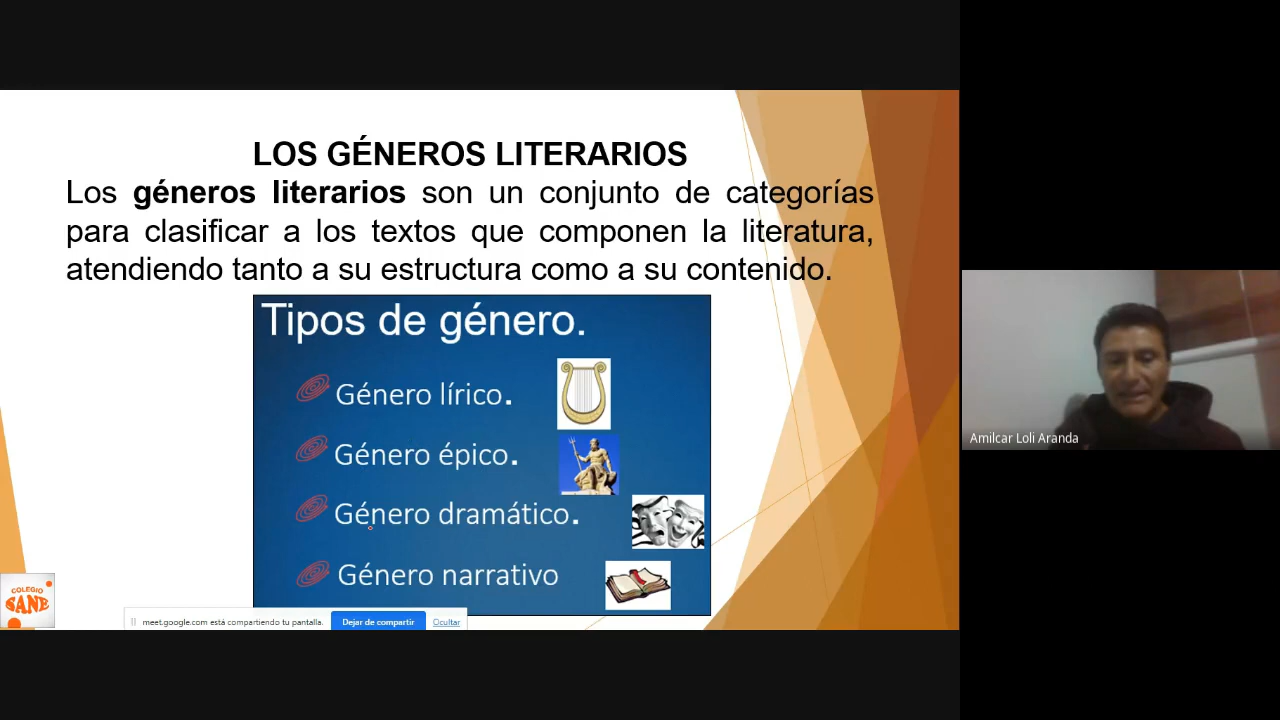 LOS GÉNEROS LITERARIOS
Los géneros literarios son un conjunto de categorías
para clasificar a los textos que componen la literatura,
atendiendo tanto a su estructura como a su contenido.
Tipos de género.
Género lírico.
Género épico.
Género dramático.
Género narrativo
COLEGIO
SANE
meet.google.com está compartiendo tu pantalla.
Dejar de compartir
Ocultar
Amilcar Loli Aranda